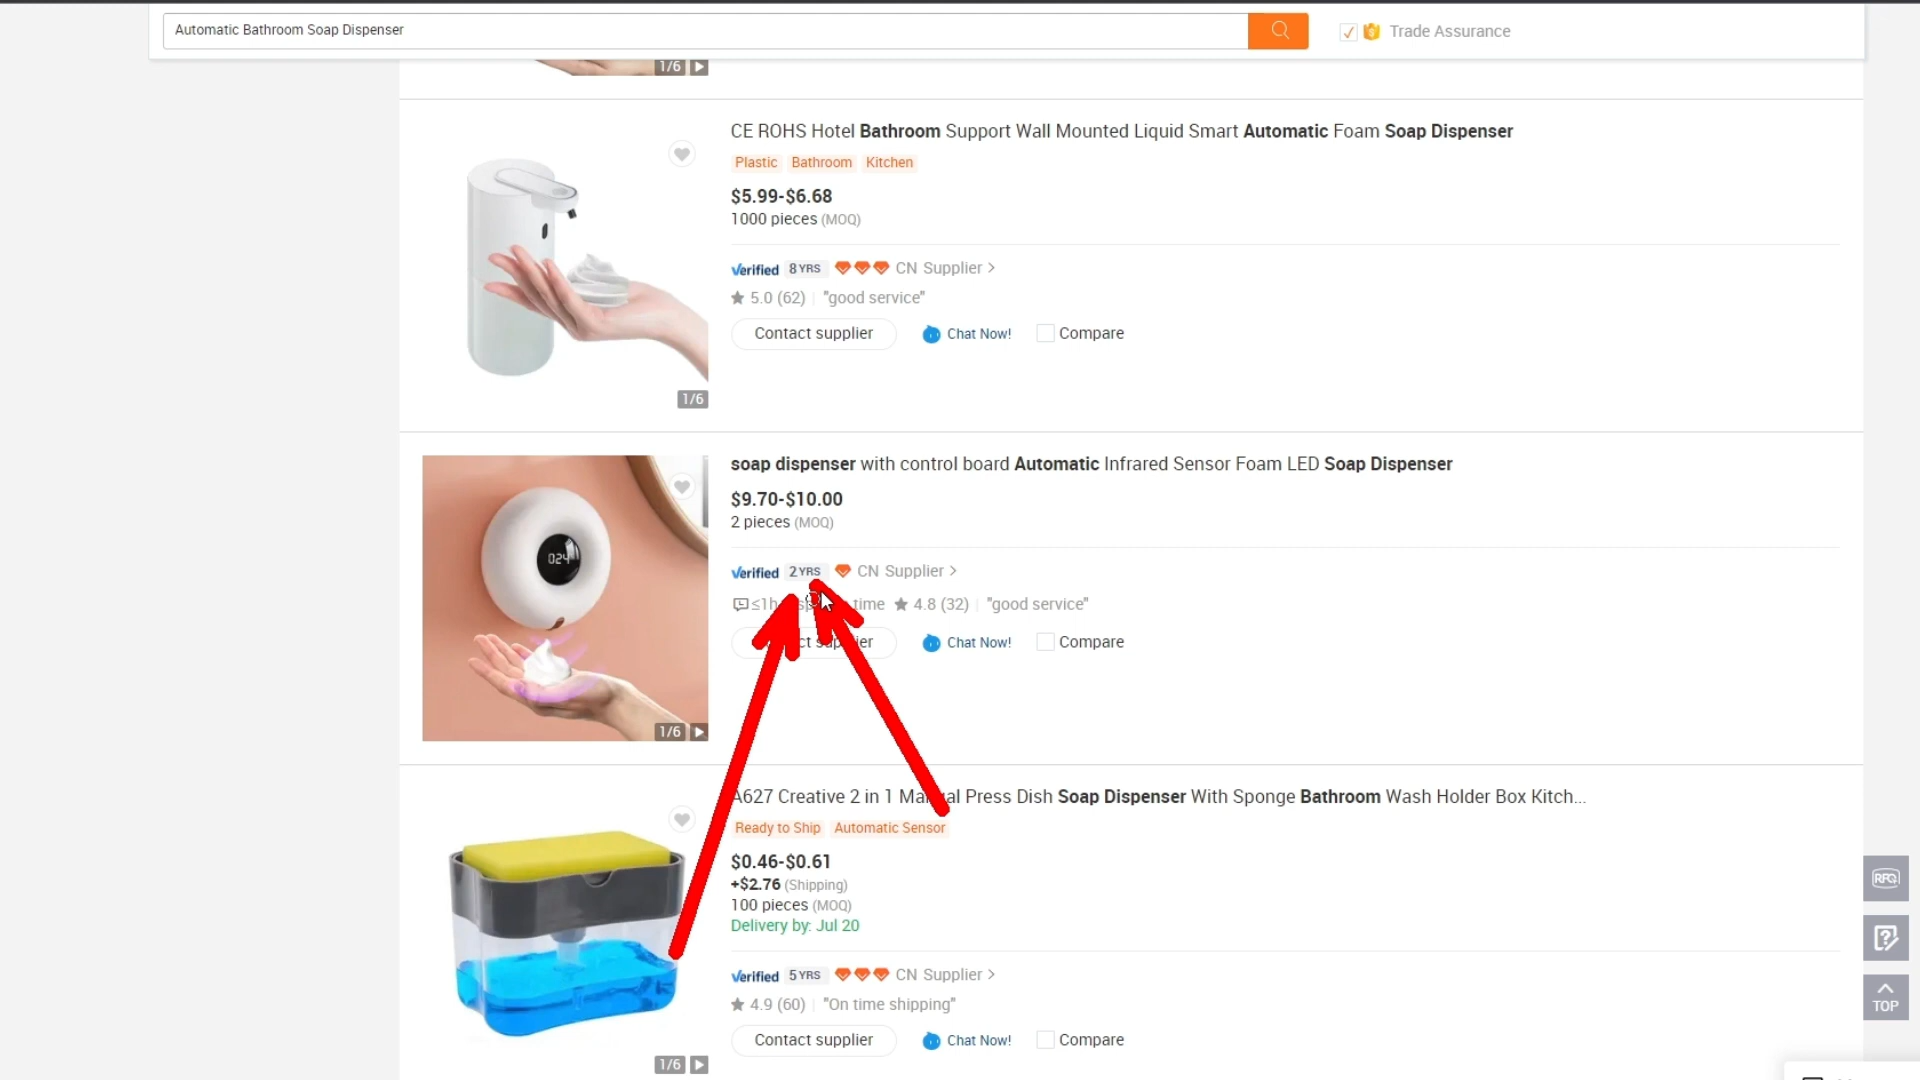 Automatic Bathroom Soap Dispenser
Trade Assurance
1/6
CE ROHS Hotel Bathroom Support Wall Mounted Liquid Smart Automatic Foam Soap Dispenser
Plastic Bathroom Kitchen
$5.99-$6.68
1000 pieces (MOQ)
Verified 8 YRS CN Supplier >
5.0 (62) "good service"
Contact supplier Chat Now! Compare
1/6
soap dispenser with control board Automatic Infrared Sensor Foam LED Soap Dispenser
$9.70-$10.00
2 pieces (MOQ)
024
Verified 2 YRS CN Supplier >
≤1h time 4.8 (32) "good service"
Chat Now! Compare
1/6
A627 Creative 2 in 1 Manual Press Dish Soap Dispenser With Sponge Bathroom Wash Holder Box Kitch...
Ready to Ship Automatic Sensor
$0.46-$0.61
+$2.76 (Shipping)
100 pieces (MOQ)
Delivery by: Jul 20
Verified 5 YRS CN Supplier >
4.9 (60) "On time shipping"
Contact supplier Chat Now! Compare
1/6
RFQ
TOP